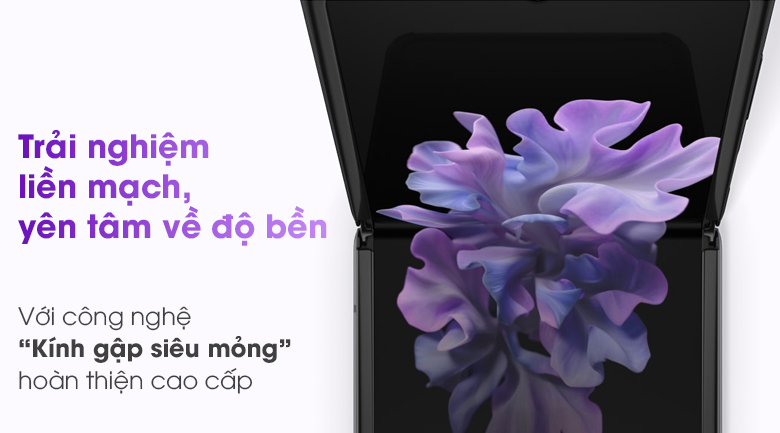 Trải nghiệm
liền mạch,
yên tâm về độ bền
Với công nghệ
“Kính gập siêu mỏng”
hoàn thiện cao cấp